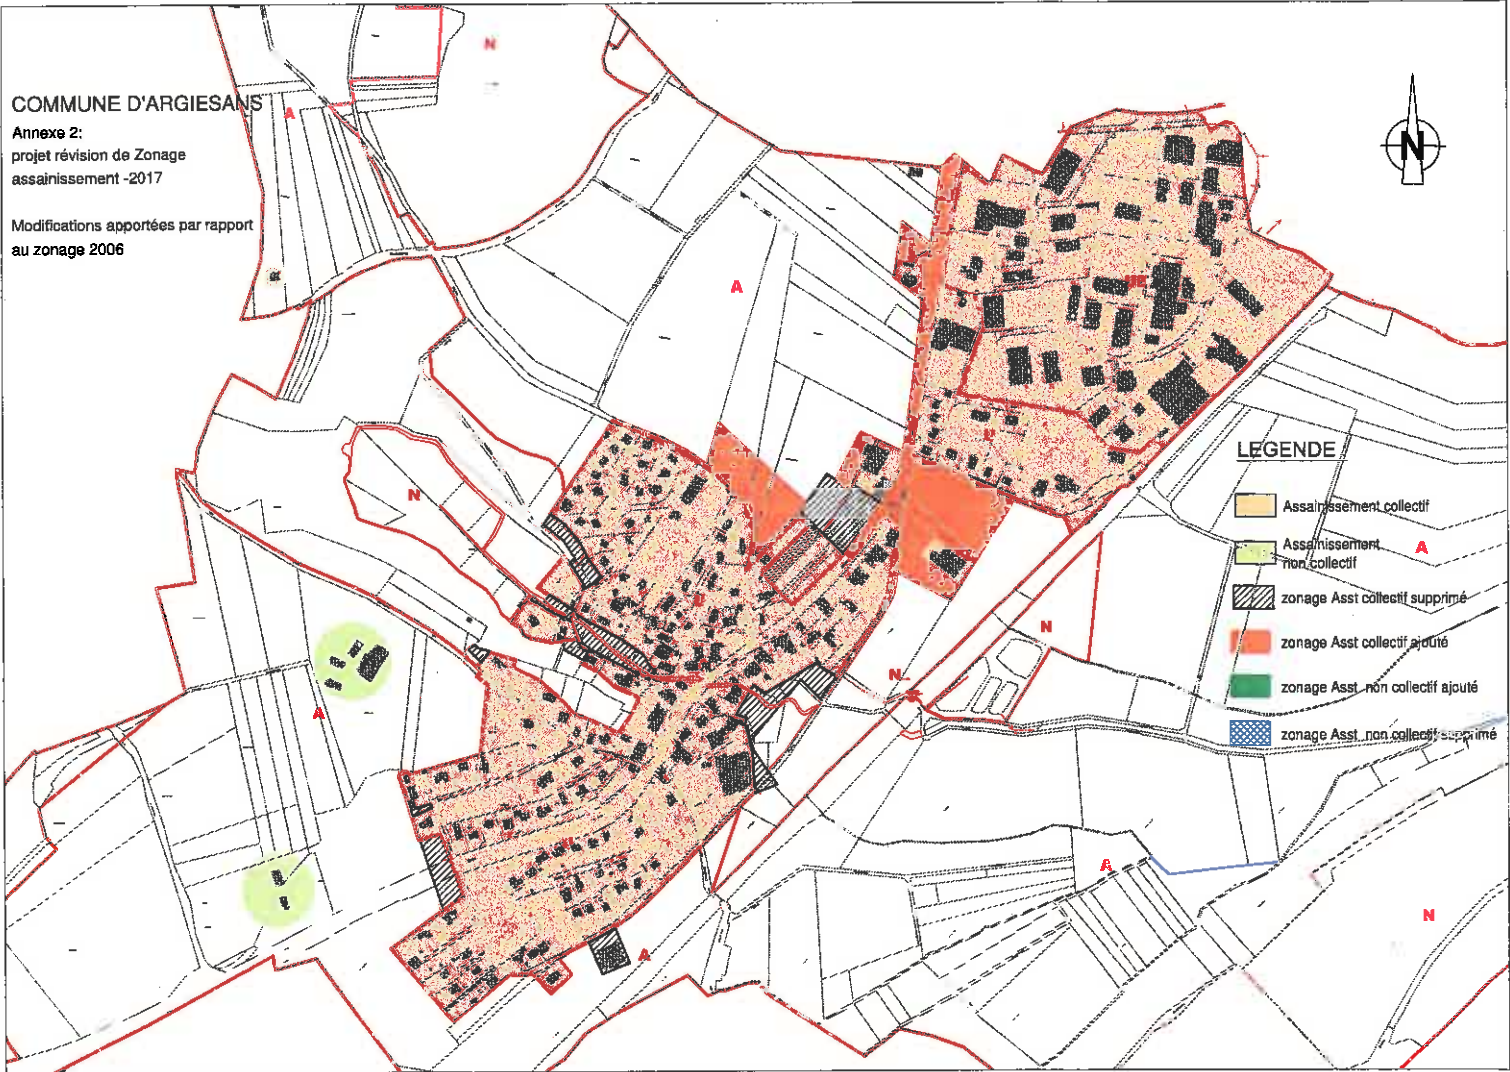 COMMUNE D'ARGIESANS
Annexe 2:
projet révision de Zonage
assainissement -2017
Modifications apportées par rapport
au zonage 2006
N
A
N
A
UE
U
N
A
U
N
N
A
A
A
N
LEGENDE
Assainissement collectif
Assainissement
non collectif
zonage Asst collectif supprimé
zonage Asst collectif ajouté
zonage Asst non collectif ajouté
zonage Asst non collectif supprimé
A